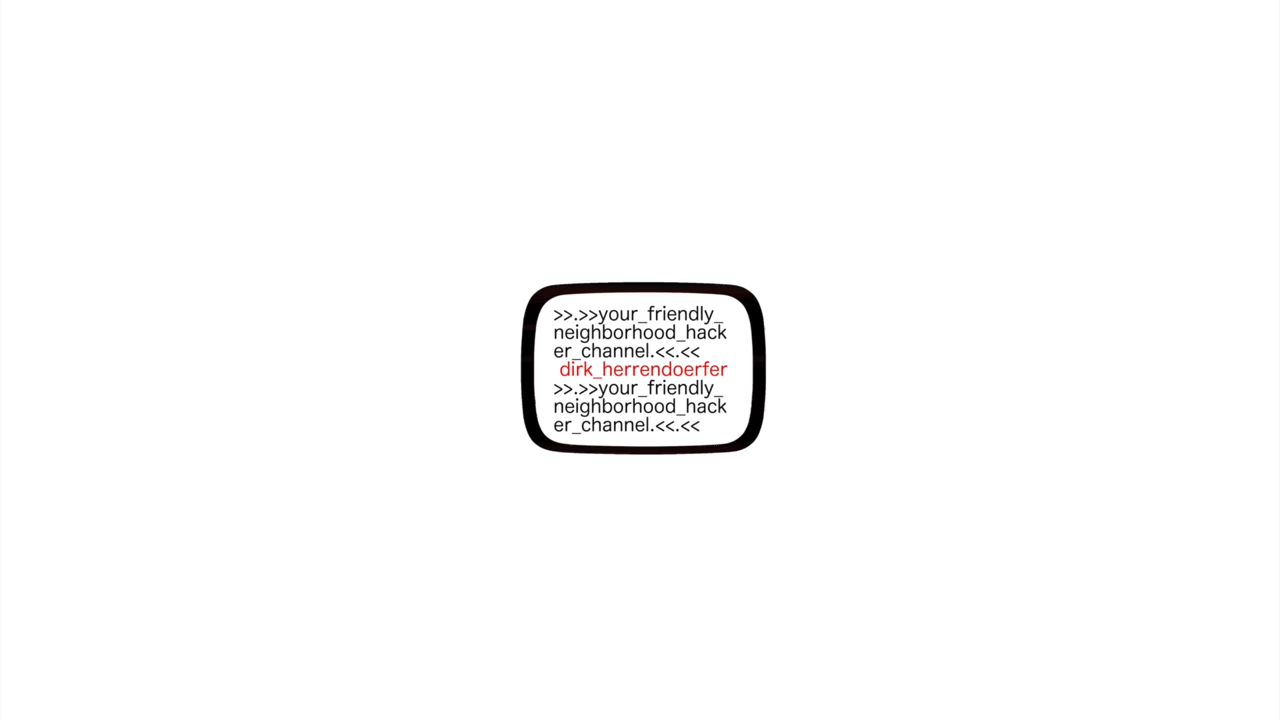 >>.>>your_friendly_
neighborhood_hack
er_channel.<<.<<
dirk_herrendoerfer
>>.>>your_friendly_
neighborhood_hack
er_channel.<<.<<